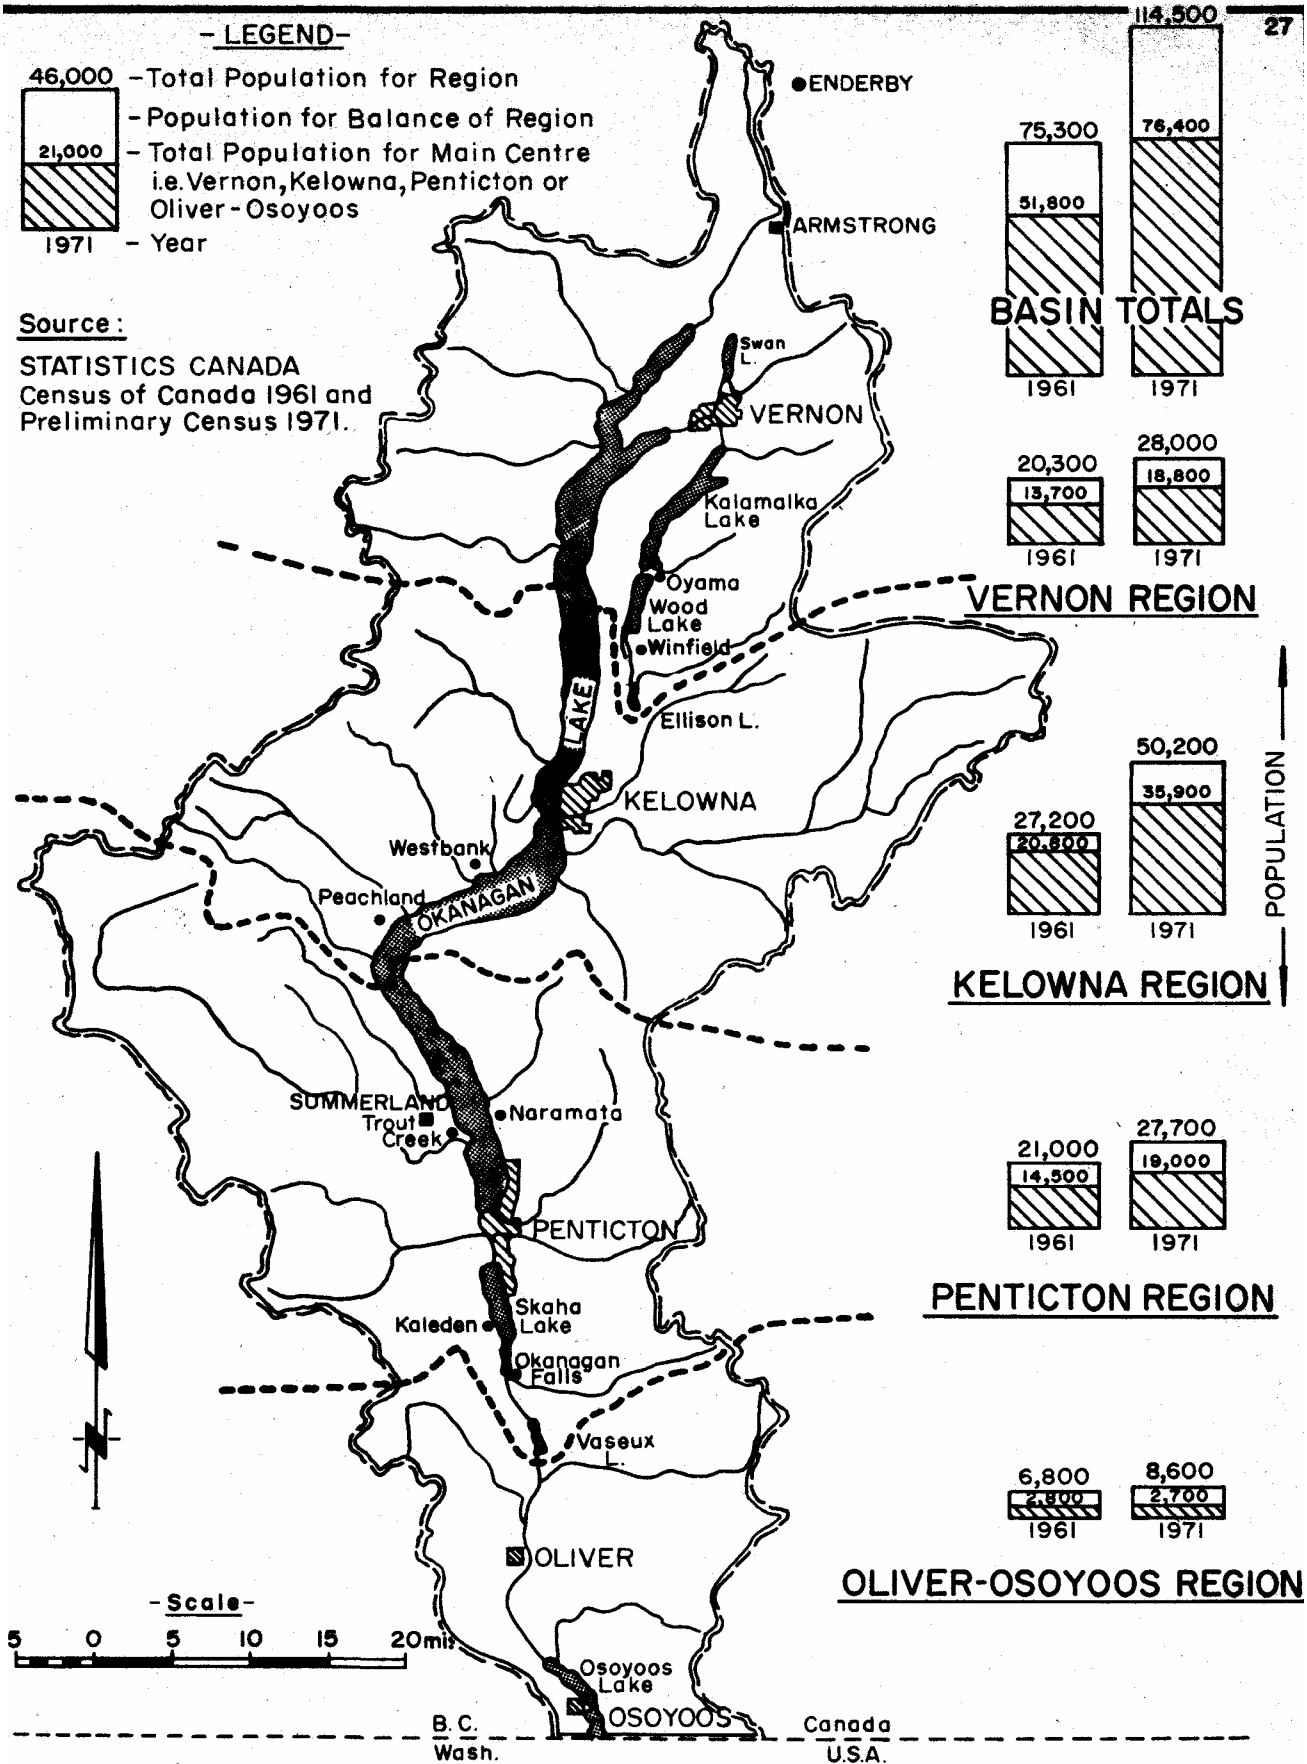 27
- LEGEND -
46,000 - Total Population for Region
- Population for Balance of Region
21,000 - Total Population for Main Centre
i.e. Vernon, Kelowna, Penticton or
Oliver-Osoyoos
1971 - Year
Source:
STATISTICS CANADA
Census of Canada 1961 and
Preliminary Census 1971.
ENDERBY
ARMSTRONG
Swan
L.
VERNON
Kalamalka
Lake
Oyama
Wood
Lake
Winfield
Ellison L.
LAKE
KELOWNA
Westbank
Peachland
OKANAGAN
SUMMERLAND
Trout
Creek
Naramata
PENTICTON
Skaha
Lake
Kaleden
Okanagan
Falls
Vaseux
L.
OLIVER
Osoyoos
Lake
OSOYOOS
B.C.
Wash.
Canada
U.S.A.
- Scale -
5 0 5 10 15 20 mis.
114,500
75,300
76,400
51,800
BASIN TOTALS
1961 1971
28,000
20,300
18,800
13,700
1961 1971
VERNON REGION
50,200
35,900
27,200
20,800
1961 1971
KELOWNA REGION
POPULATION
27,700
21,000
19,000
14,500
1961 1971
PENTICTON REGION
6,800 8,600
2,800 2,700
1961 1971
OLIVER-OSOYOOS REGION